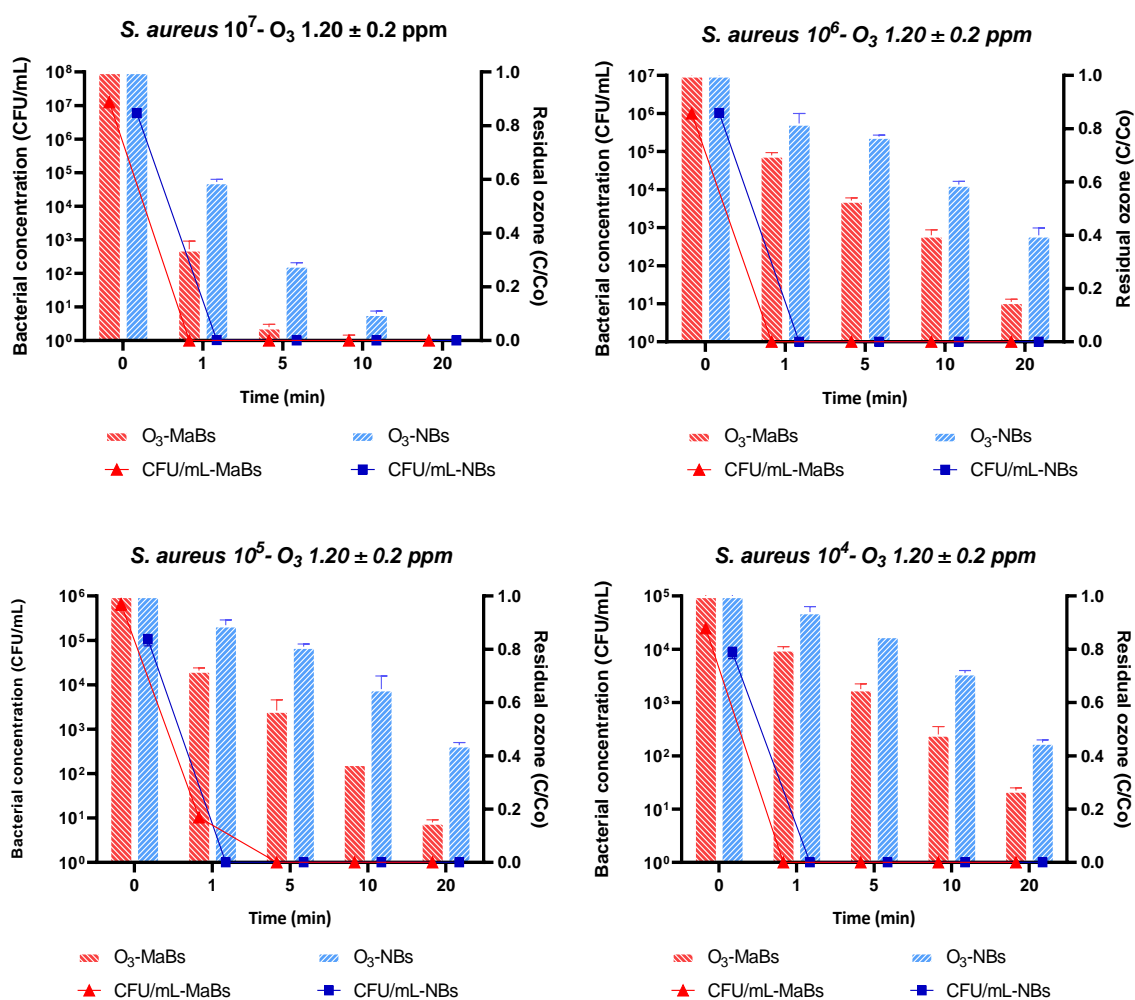 S. aureus 10⁷- O₃ 1.20 ± 0.2 ppm
Bacterial concentration (CFU/mL)
10⁸
10⁷
10⁶
10⁵
10⁴
10³
10²
10¹
10⁰
1.0
0.8
0.6
0.4
0.2
0.0
Residual ozone (C/Co)
0 1 5 10 20
Time (min)
O₃-MaBs O₃-NBs
CFU/mL-MaBs CFU/mL-NBs
S. aureus 10⁶- O₃ 1.20 ± 0.2 ppm
Bacterial concentration (CFU/mL)
10⁷
10⁶
10⁵
10⁴
10³
10²
10¹
10⁰
1.0
0.8
0.6
0.4
0.2
0.0
Residual ozone (C/Co)
0 1 5 10 20
Time (min)
O₃-MaBs O₃-NBs
CFU/mL-MaBs CFU/mL-NBs
S. aureus 10⁵- O₃ 1.20 ± 0.2 ppm
Bacterial concentration (CFU/mL)
10⁶
10⁵
10⁴
10³
10²
10¹
10⁰
1.0
0.8
0.6
0.4
0.2
0.0
Residual ozone (C/Co)
0 1 5 10 20
Time (min)
O₃-MaBs O₃-NBs
CFU/mL-MaBs CFU/mL-NBs
S. aureus 10⁴- O₃ 1.20 ± 0.2 ppm
Bacterial concentration (CFU/mL)
10⁵
10⁴
10³
10²
10¹
10⁰
1.0
0.8
0.6
0.4
0.2
0.0
Residual ozone (C/Co)
0 1 5 10 20
Time (min)
O₃-MaBs O₃-NBs
CFU/mL-MaBs CFU/mL-NBs